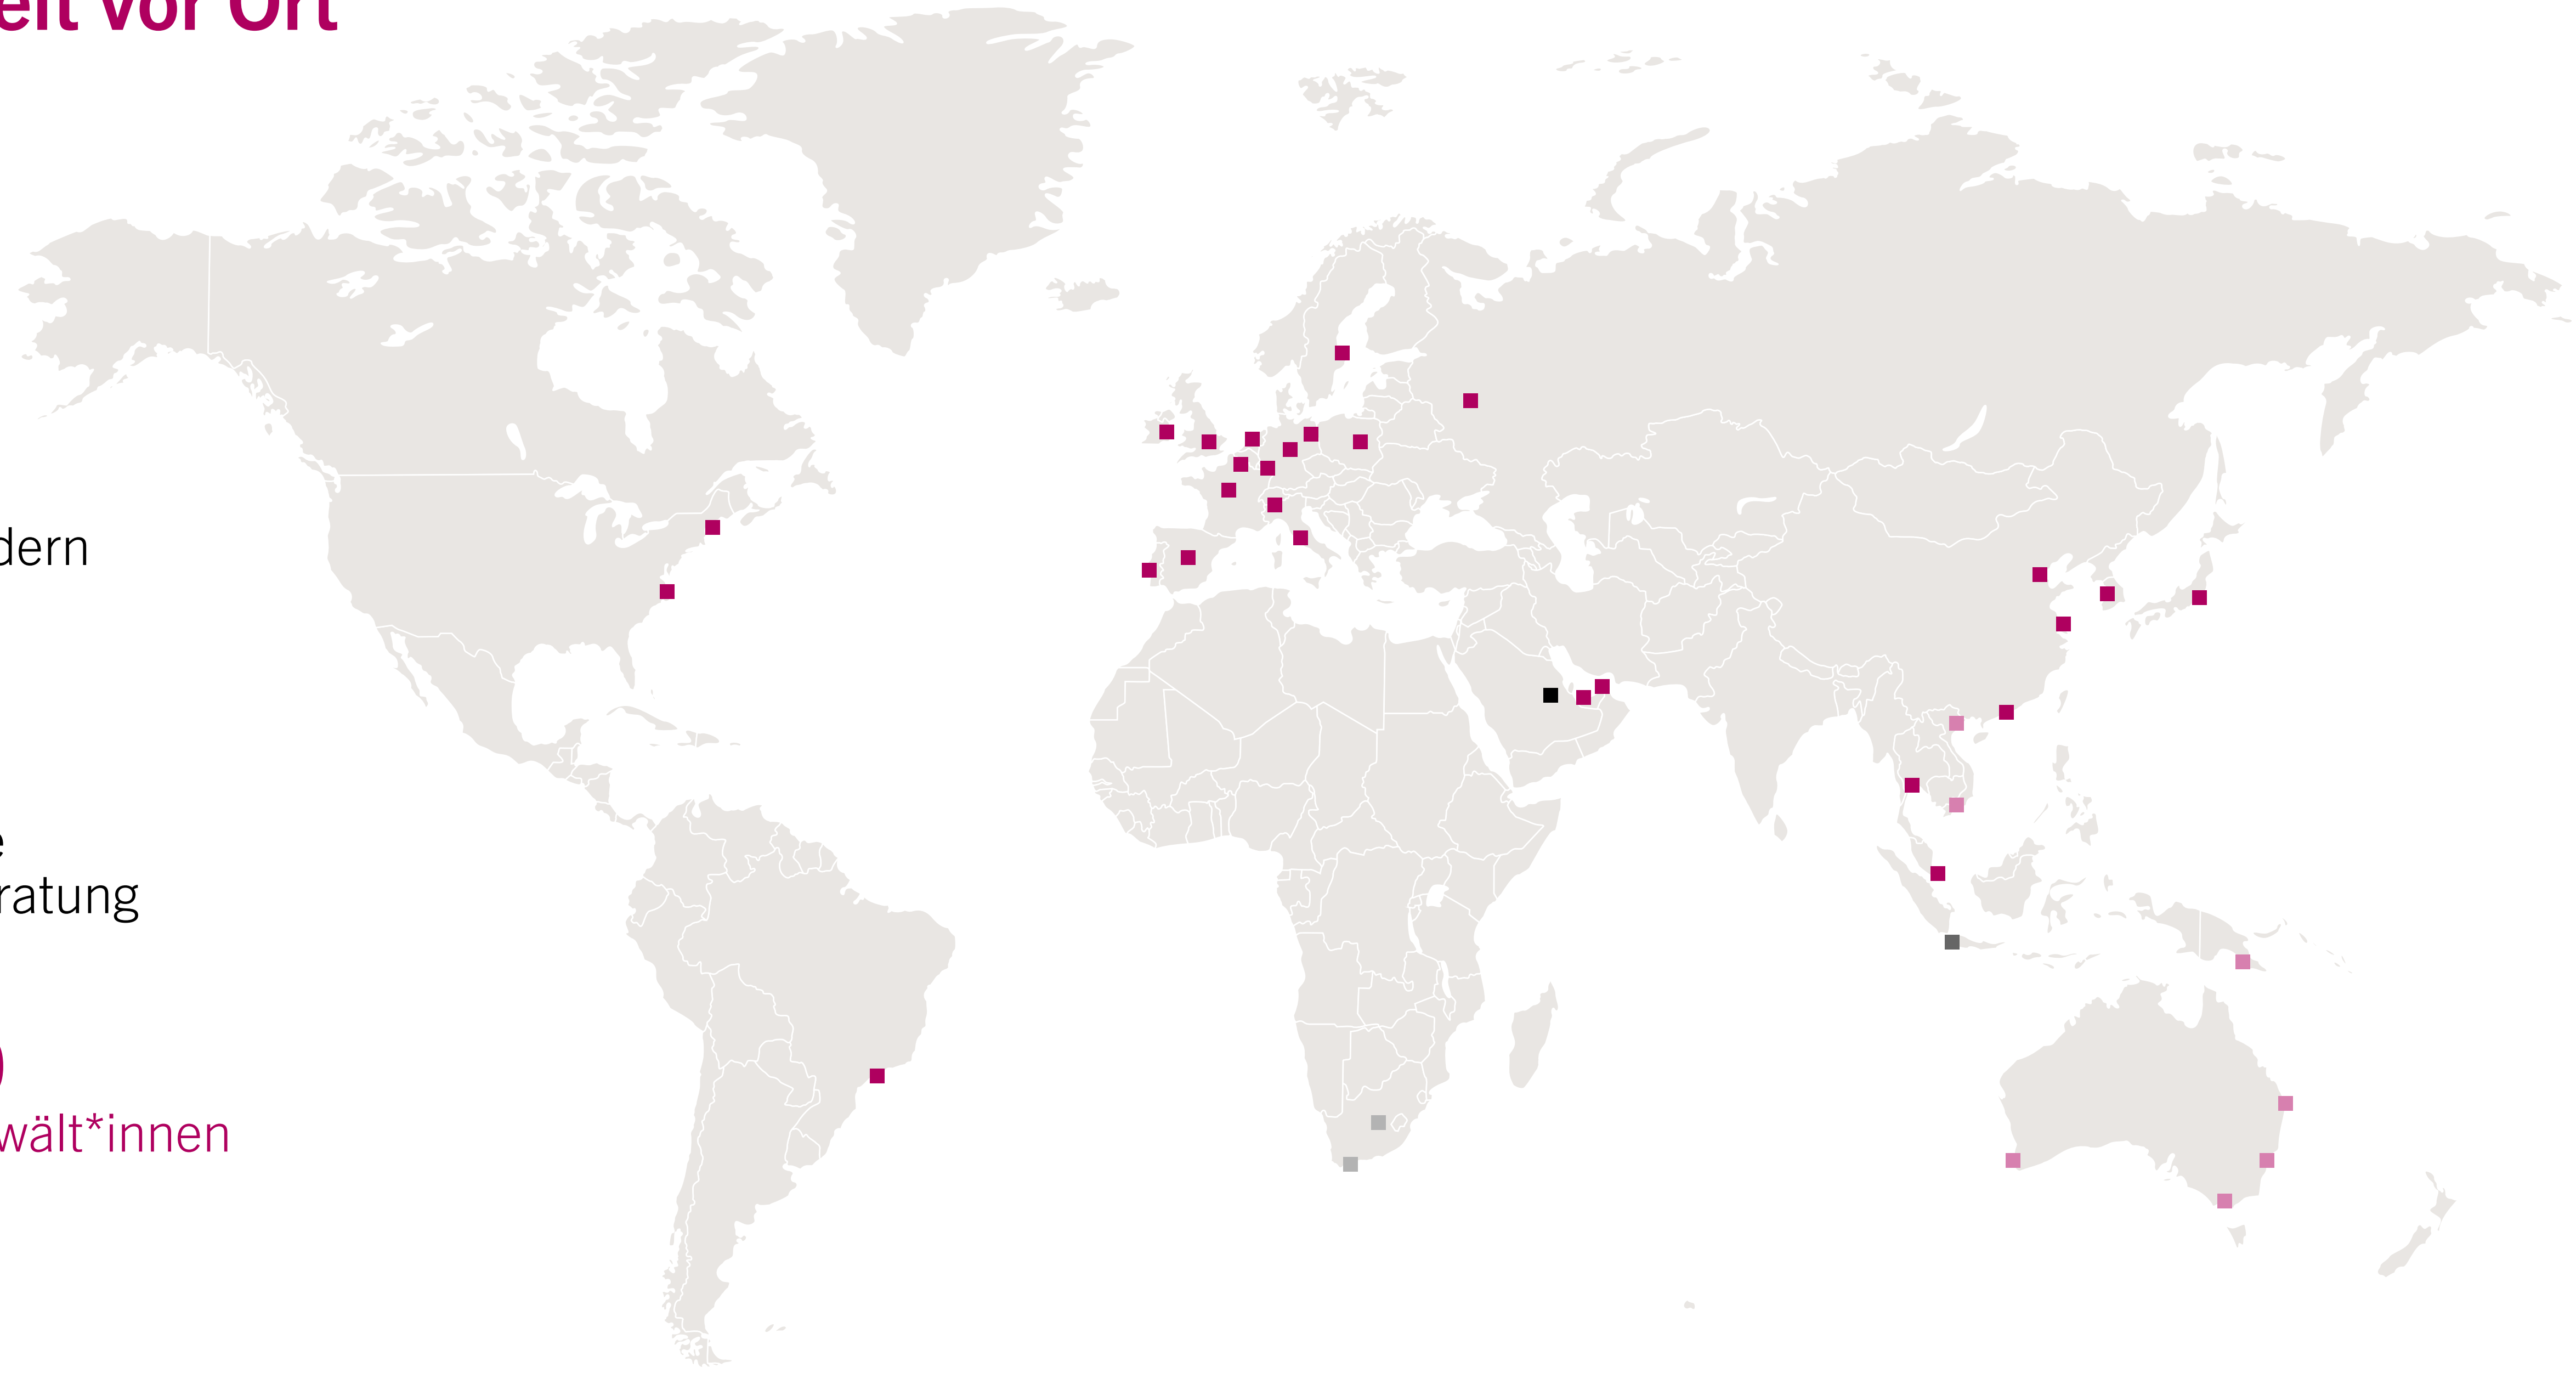 eit vor Ort
dern
e
ratung
)
wält*innen